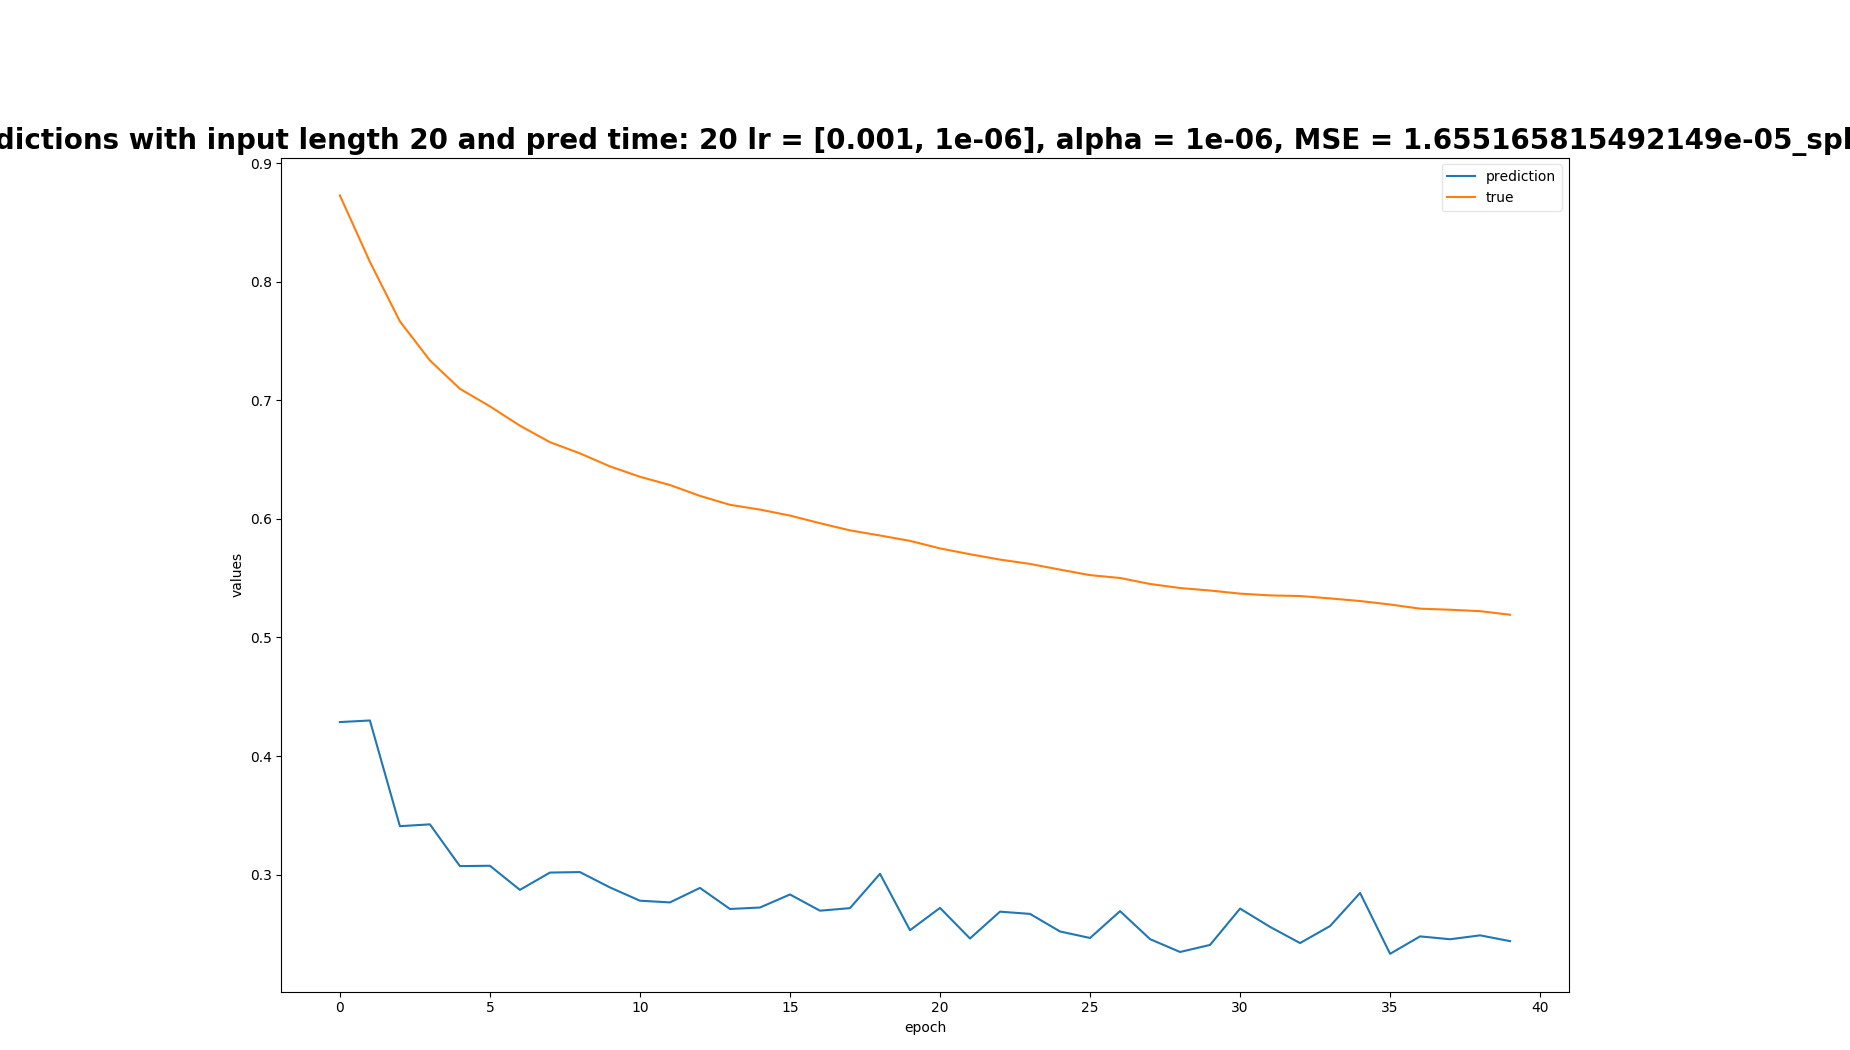 with input length 20 and pred time: 20 lr = [0.001, 1e-06], alpha = 1e-06, MSE = 1.655165815492149e-05_spl
prediction
true
0.9
0.8
0.7
0.6
0.5
0.4
0.3
values
0 5 10 15 20 25 30 35 40
epoch